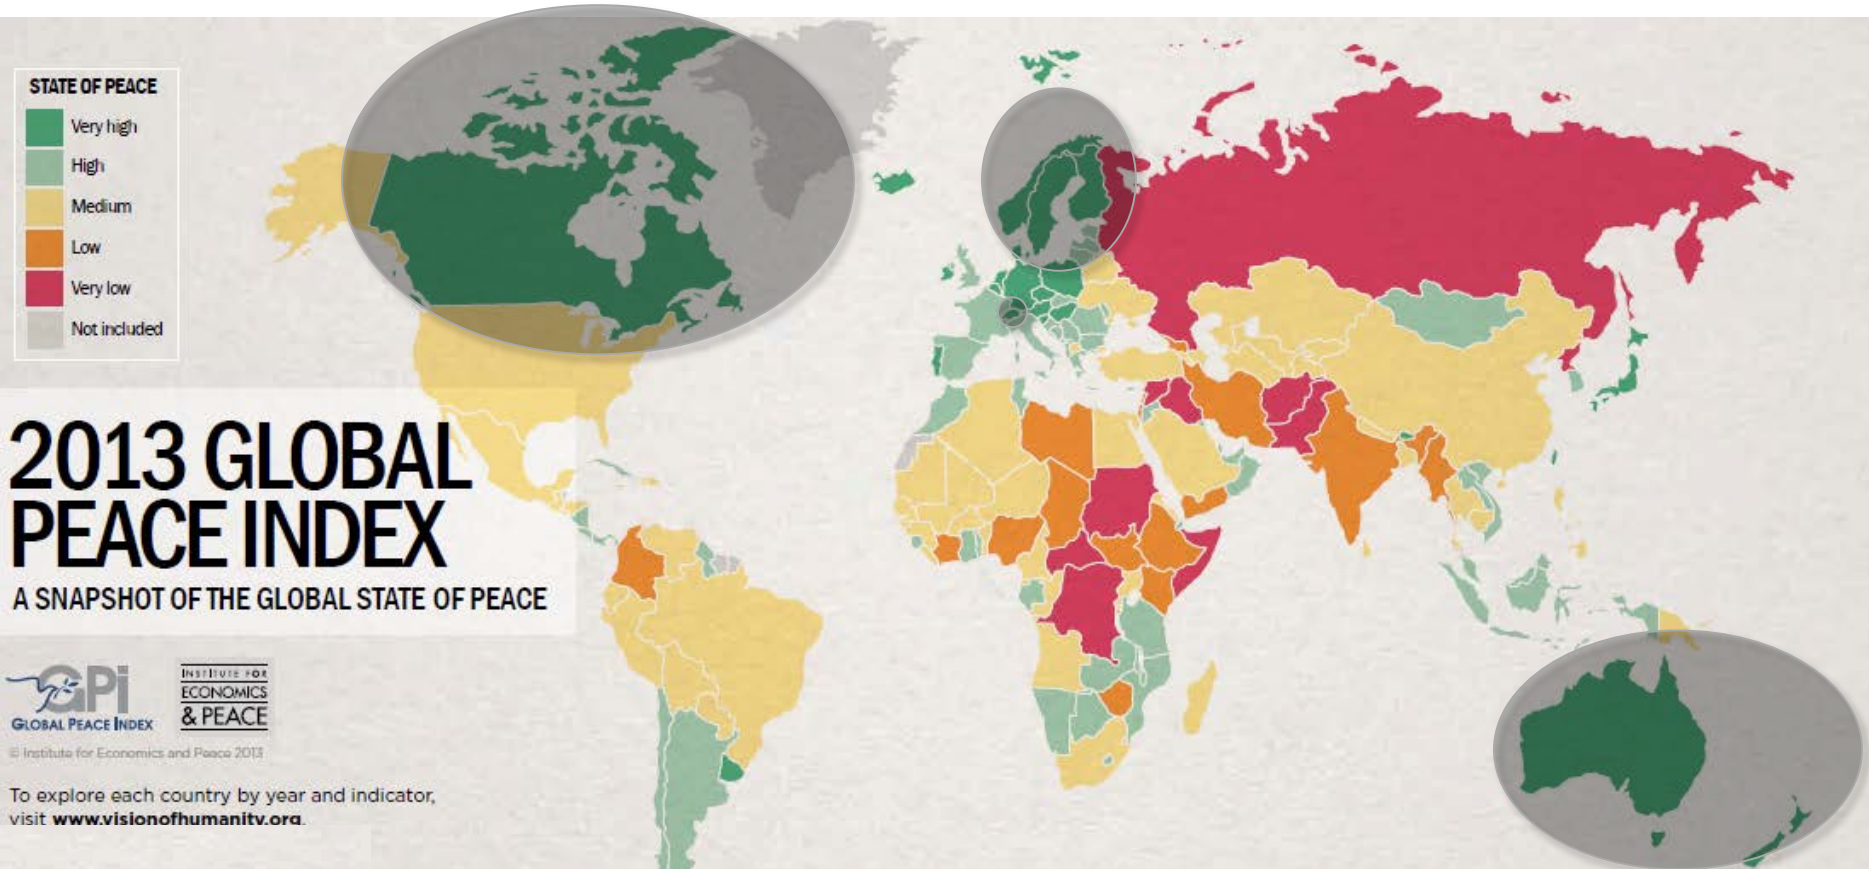 STATE OF PEACE
Very high
High
Medium
Low
Very low
Not included
2013 GLOBAL
PEACE INDEX
A SNAPSHOT OF THE GLOBAL STATE OF PEACE
GPi
GLOBAL PEACE INDEX
INSTITUTE FOR
ECONOMICS
& PEACE
© Institute for Economics and Peace 2013
To explore each country by year and indicator,
visit www.visionofhumanity.org.